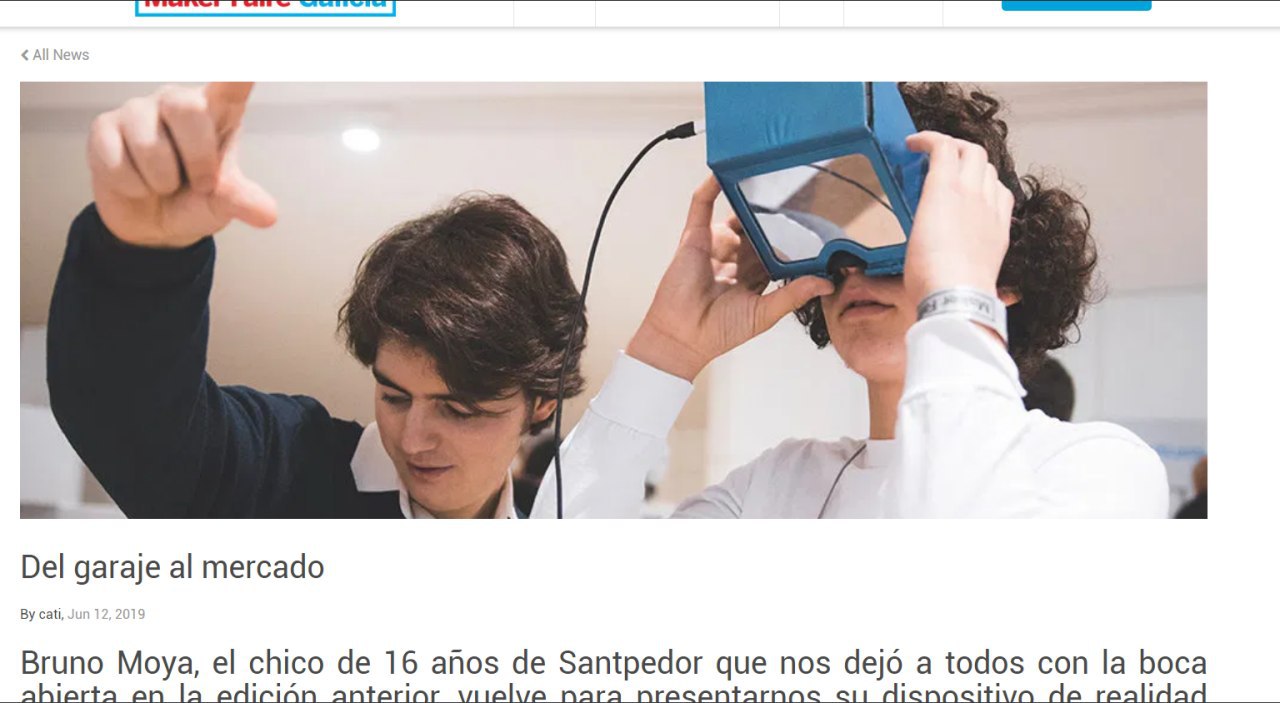 Maker Faire Galicia
All News
Del garaje al mercado
By cati, Jun 12, 2019
Bruno Moya, el chico de 16 años de Santpedor que nos dejó a todos con la boca
abierta en la edición anterior, vuelve para presentarnos su dispositivo de realidad